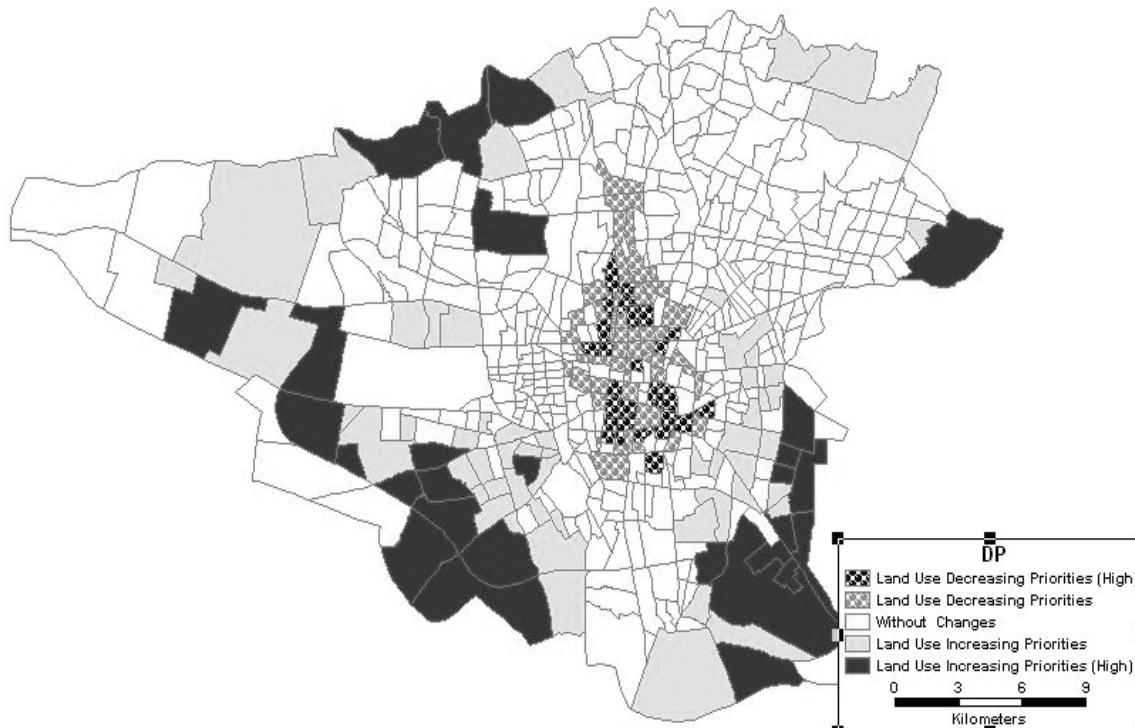 DP
Land Use Decreasing Priorities (High)
Land Use Decreasing Priorities
Without Changes
Land Use Increasing Priorities
Land Use Increasing Priorities (High)
0 3 6 9
Kilometers